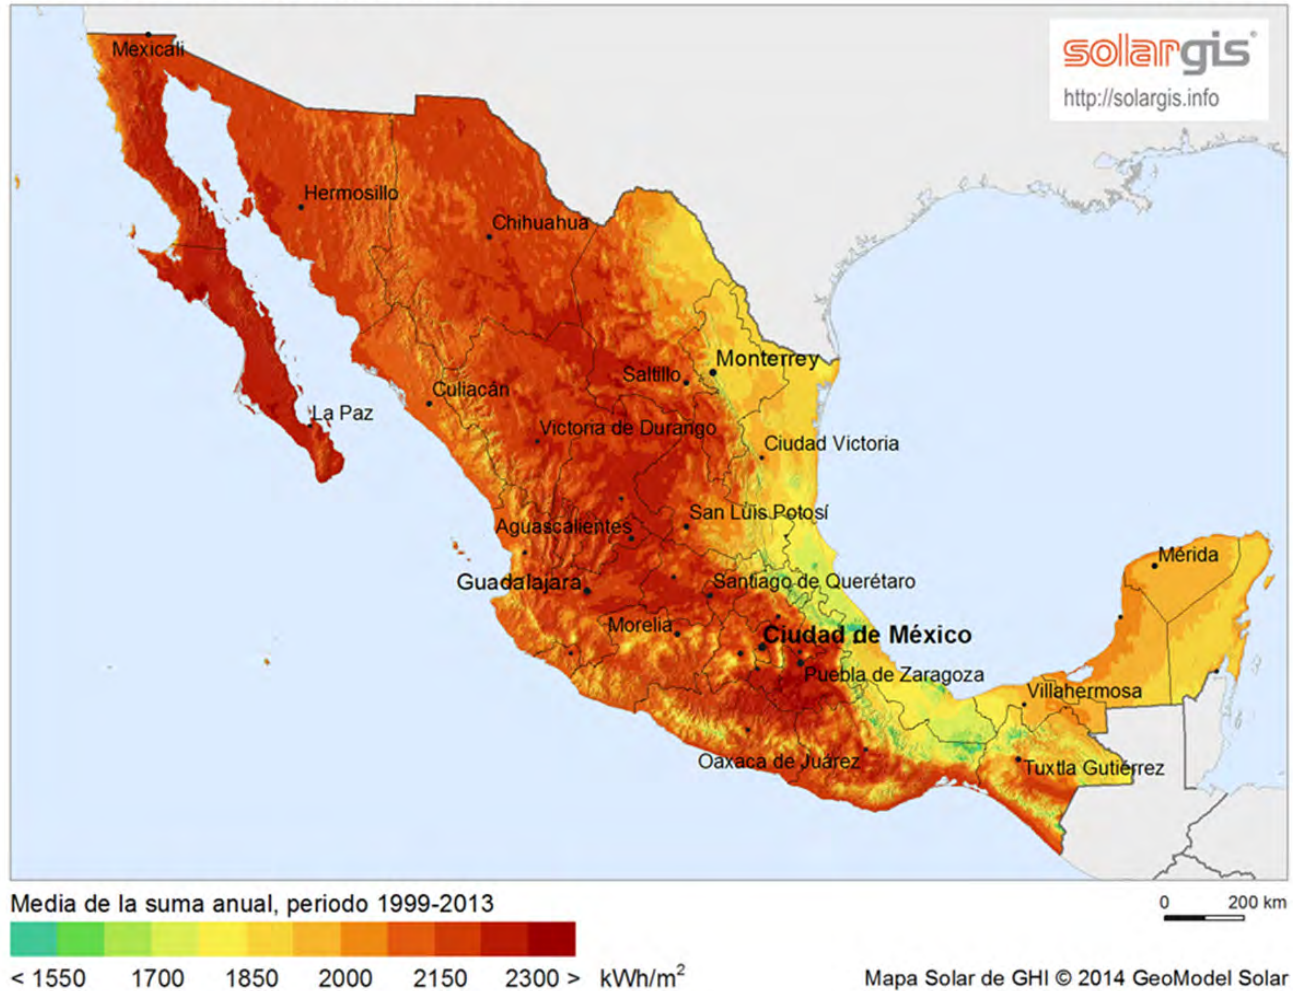 solargis®
http://solargis.info
Mexicali
Hermosillo
Chihuahua
Monterrey
Saltillo
Culiacán
La Paz
Victoria de Durango
Ciudad Victoria
San Luis Potosí
Aguascalientes
Mérida
Guadalajara
Santiago de Querétaro
Morelia
Ciudad de México
Puebla de Zaragoza
Villahermosa
Oaxaca de Juárez
Tuxtla Gutiérrez
Media de la suma anual, periodo 1999-2013
0 200 km
< 1550 1700 1850 2000 2150 2300 > kWh/m²
Mapa Solar de GHI © 2014 GeoModel Solar